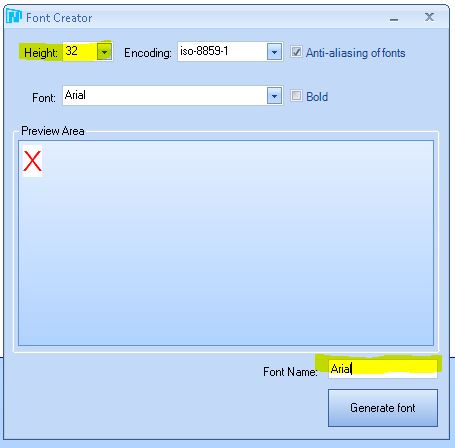 Font Creator
Height: 32 Encoding: iso-8859-1 Anti-aliasing of fonts
Font: Arial Bold
Preview Area
X
Font Name: Arial
Generate font